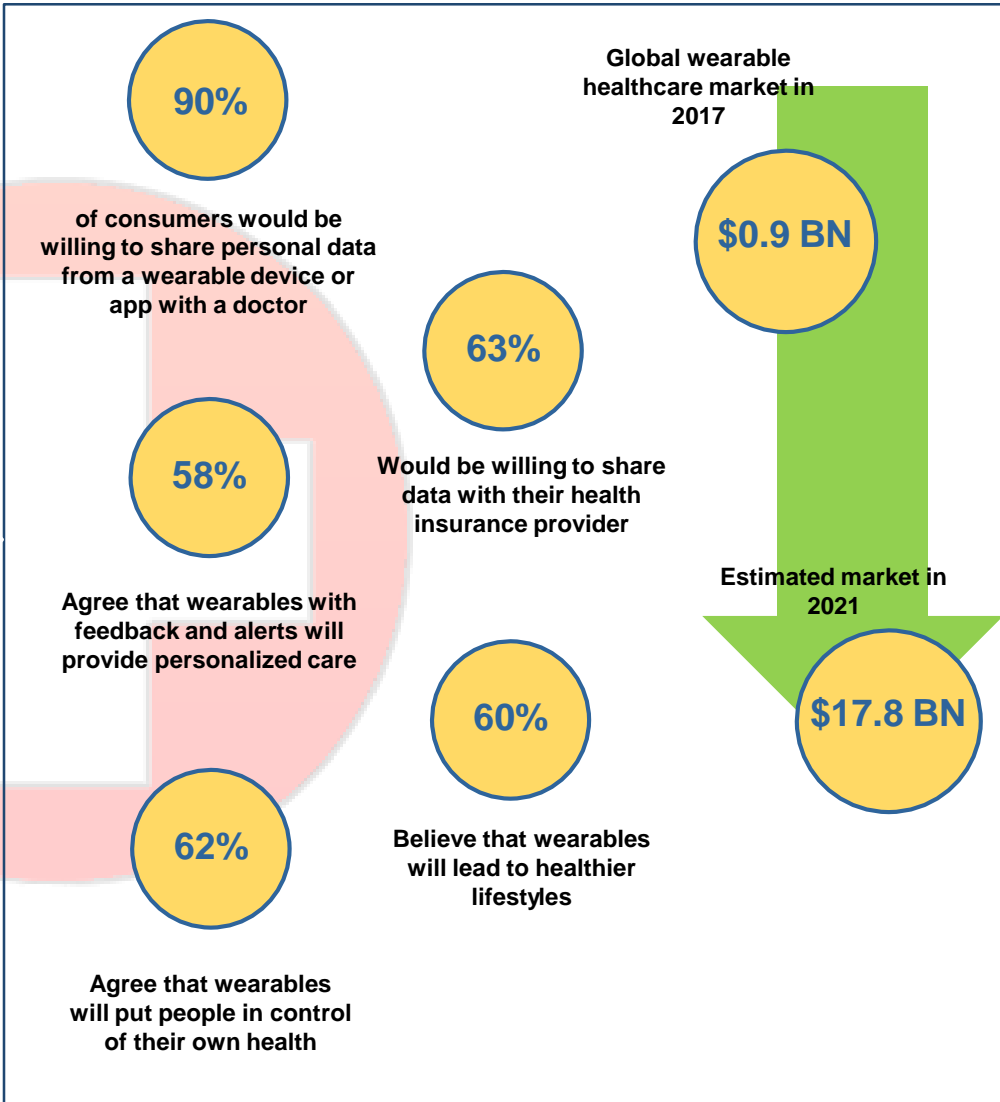 90%
of consumers would be
willing to share personal data
from a wearable device or
app with a doctor
63%
Would be willing to share
data with their health
insurance provider
58%
Agree that wearables with
feedback and alerts will
provide personalized care
60%
Believe that wearables
will lead to healthier
lifestyles
62%
Agree that wearables
will put people in control
of their own health
Global wearable
healthcare market in
2017
$0.9 BN
Estimated market in
2021
$17.8 BN